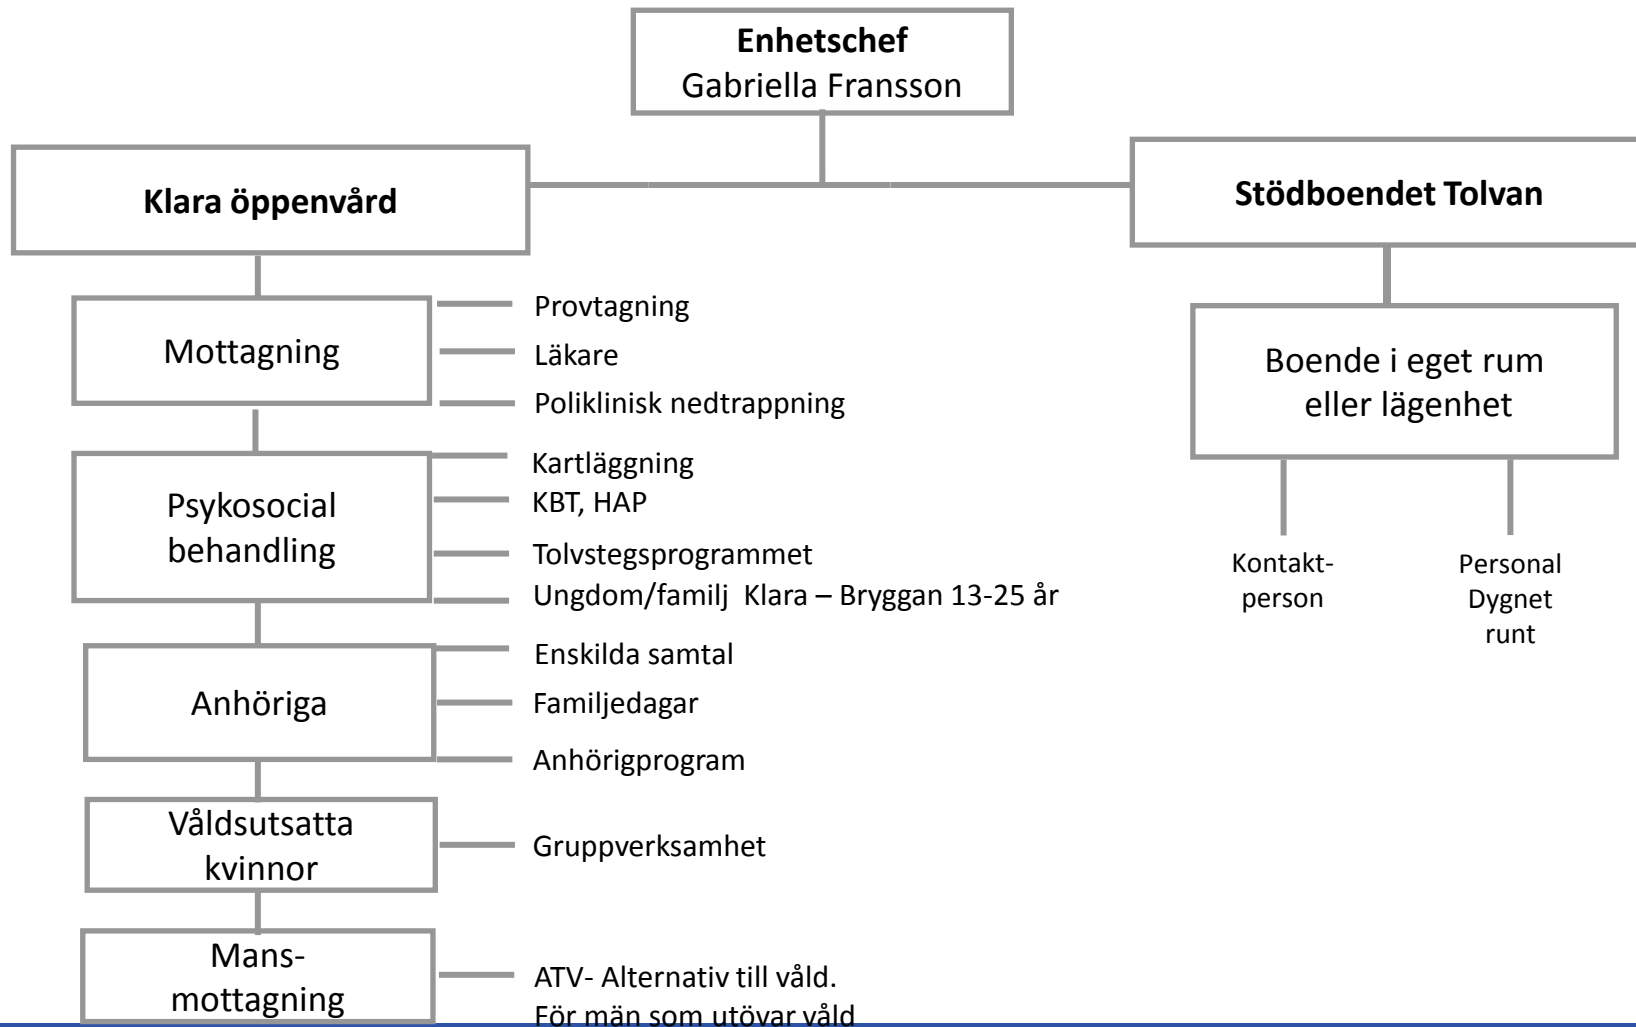 Enhetschef
Gabriella Fransson
Klara öppenvård
Stödboendet Tolvan
Mottagning
Provtagning
Läkare
Poliklinisk nedtrappning
Psykosocial
behandling
Kartläggning
KBT, HAP
Tolvstegsprogrammet
Ungdom/familj  Klara – Bryggan 13-25 år
Anhöriga
Enskilda samtal
Familjedagar
Anhörigprogram
Våldsutsatta
kvinnor
Gruppverksamhet
Mans-
mottagning
ATV- Alternativ till våld.
För män som utövar våld
Boende i eget rum
eller lägenhet
Kontakt-
person
Personal
Dygnet
runt